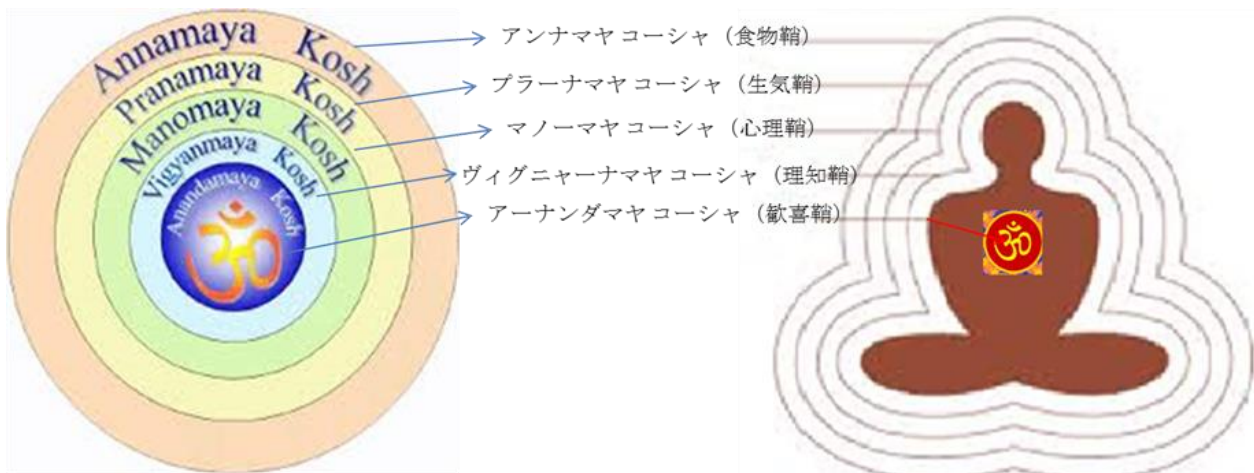 Annamaya Kosh
Pranamaya Kosh
Manomaya Kosh
Vigyanmaya Kosh
Anandamaya Kosh
ॐ
アンナマヤ コーシャ（食物鞘）
プラーナマヤ コーシャ（生気鞘）
マノーマヤ コーシャ（心理鞘）
ヴィグニャーナマヤ コーシャ（理知鞘）
アーナンダマヤ コーシャ（歓喜鞘）
ॐ